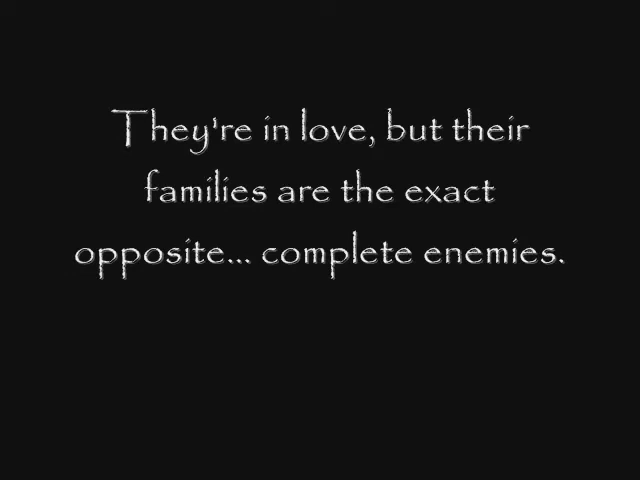 They're in love, but their
families are the exact
opposite... complete enemies.